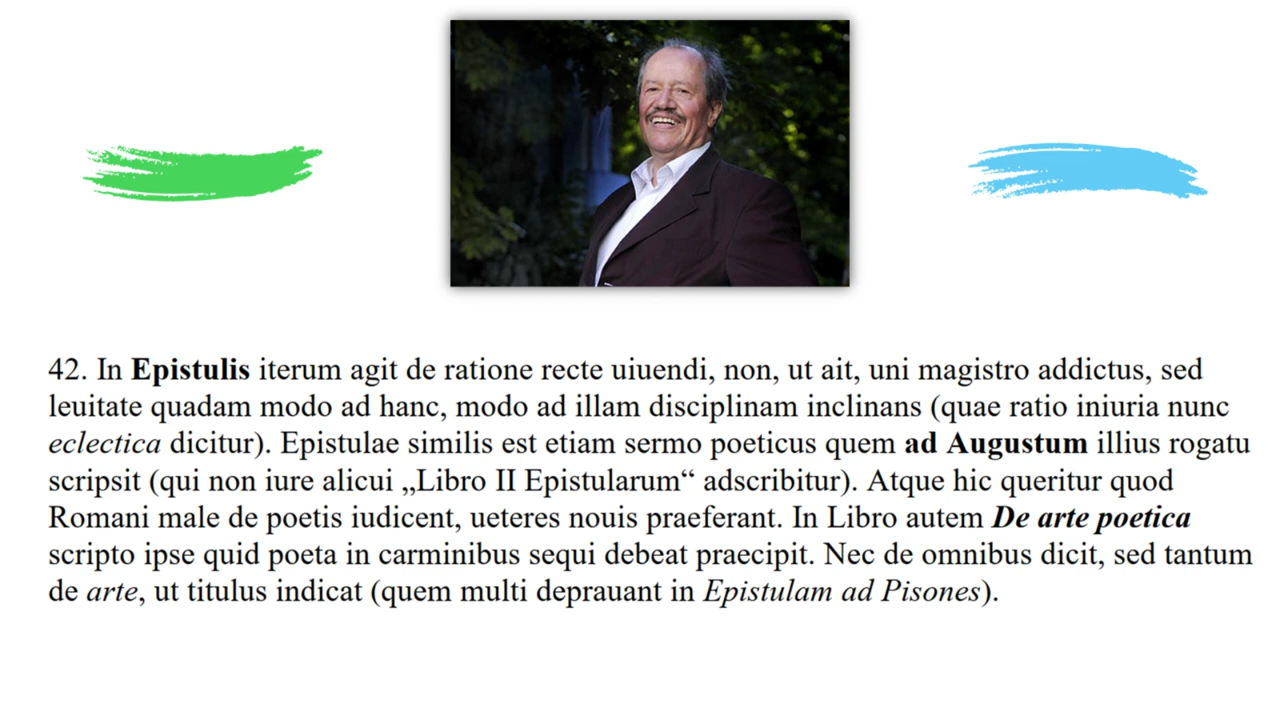 42. In Epistulis iterum agit de ratione recte uiuendi, non, ut ait, uni magistro addictus, sed
leuitate quadam modo ad hanc, modo ad illam disciplinam inclinans (quae ratio iniuria nunc
eclectica dicitur). Epistulae similis est etiam sermo poeticus quem ad Augustum illius rogatu
scripsit (qui non iure alicui „Libro II Epistularum“ adscribitur). Atque hic queritur quod
Romani male de poetis iudicent, ueteres nouis praeferant. In Libro autem De arte poetica
scripto ipse quid poeta in carminibus sequi debeat praecipit. Nec de omnibus dicit, sed tantum
de arte, ut titulus indicat (quem multi deprauant in Epistulam ad Pisones).